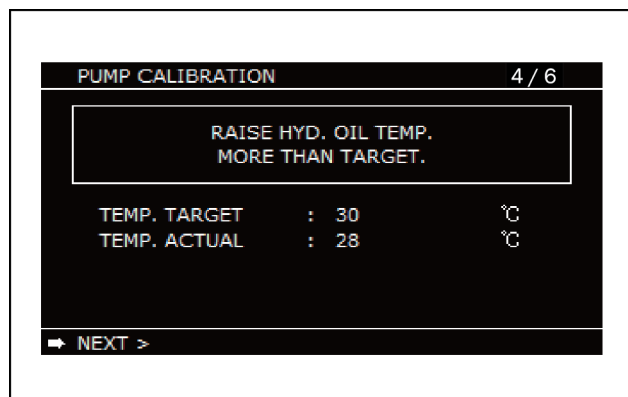 PUMP CALIBRATION 4/6
RAISE HYD. OIL TEMP.
MORE THAN TARGET.
TEMP. TARGET : 30 ℃
TEMP. ACTUAL : 28 ℃
➡ NEXT >